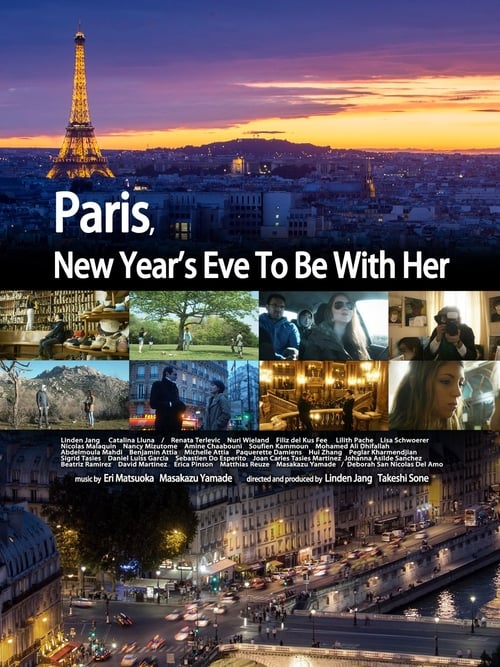 Paris,
New Year's Eve To Be With Her
Linden Jang Catalina Lluna / Renata Terlevic Nuri Wieland Filiz del Kus Fee Lilith Pache Lisa Schwoerer
Nicolas Malaquin Nancy Mizutome Amine Chaabouni Soufien Kammoun Mohamed Ali Dhifallah
Abdelmoula Mahdi Benjamin Attia Michelle Attia Paquerette Damiens Hui Zhang Peglar Kharmendjian
Sigrid Tasies Daniel Luiss Garcia Sebastien Do Esperito Joan Carles Tasies Martinez Johanna Asilde Sanchez
Beatriz Ramirez David Martinez Erica Pinson Matthias Reuze Masakazu Yamade / Deborah San Nicolas Del Amo
music by Eri Matsuoka Masakazu Yamade directed and produced by Linden Jang Takeshi Sone